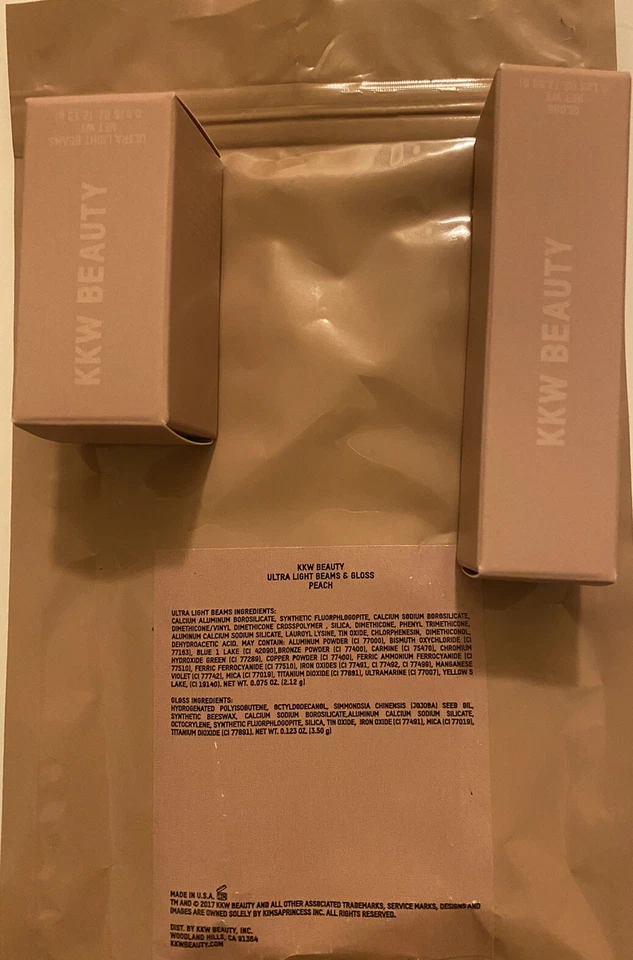 ULTRA LIGHT BEAMS
NET WT.
KKW BEAUTY
GLOSS
NET WT.
KKW BEAUTY
KKW BEAUTY
ULTRA LIGHT BEAMS & GLOSS
PEACH
ULTRA LIGHT BEAMS INGREDIENTS:
CALCIUM ALUMINUM BOROSILICATE, SYNTHETIC FLUORPHLOGOPITE, CALCIUM SODIUM BOROSILICATE,
DIMETHICONE/VINYL DIMETHICONE CROSSPOLYMER , SILICA, DIMETHICONE, PHENYL TRIMETHICONE,
ALUMINUM CALCIUM SODIUM SILICATE, LAUROYL LYSINE, TIN OXIDE, CHLORPHENESIN, DIMETHICONOL,
DEHYDROACETIC ACID. MAY CONTAIN: ALUMINUM POWDER (CI 77000), BISMUTH OXYCHLORIDE (CI
77163), BLUE 1 LAKE (CI 42090),BRONZE POWDER (CI 77400), CARMINE (CI 75470), CHROMIUM
HYDROXIDE GREEN (CI 77289), COPPER POWDER (CI 77400), FERRIC AMMONIUM FERROCYANIDE (CI
77510), FERRIC FERROCYANIDE (CI 77510), IRON OXIDES (CI 77491, CI 77492, CI 77499), MANGANESE
VIOLET (CI 77742), MICA (CI 77019), TITANIUM DIOXIDE (CI 77891), ULTRAMARINE (CI 77007), YELLOW 5
LAKE, (CI 19140). NET WT. 0.075 OZ. (2.12 g)
GLOSS INGREDIENTS:
HYDROGENATED POLYISOBUTENE, OCTYLDODECANOL, SIMMONDSIA CHINENSIS (JOJOBA) SEED OIL,
SYNTHETIC BEESWAX, CALCIUM SODIUM BOROSILICATE,ALUMINUM CALCIUM SODIUM SILICATE,
OCTOCRYLENE, SYNTHETIC FLUORPHLOGOPITE, SILICA, TIN OXIDE, IRON OXIDE (CI 77491), MICA (CI 77019),
TITANIUM DIOXIDE (CI 77891). NET WT. 0.123 OZ. (3.50 g)
MADE IN U.S.A.
TM AND © 2017 KKW BEAUTY AND ALL OTHER ASSOCIATED TRADEMARKS, SERVICE MARKS, DESIGNS AND
IMAGES ARE OWNED SOLELY BY KIMSAPRINCESS INC. ALL RIGHTS RESERVED.
DIST. BY KKW BEAUTY, INC.
WOODLAND HILLS, CA 91364
KKWBEAUTY.COM